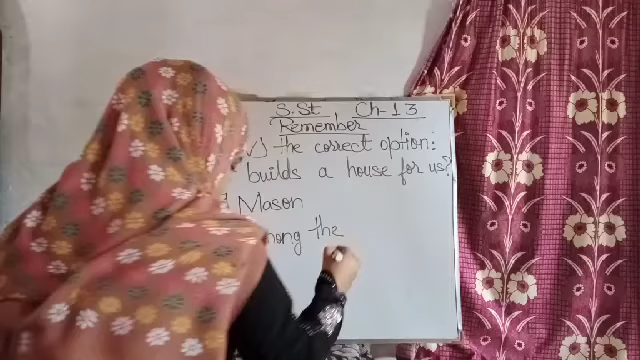 S.St Ch-13
Remember
(✓) the correct option:
builds a house for us?
Mason
the